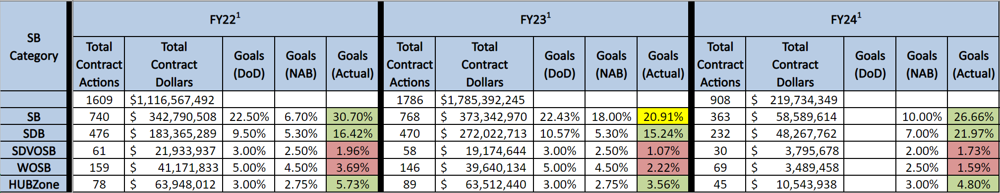 SB Category FY22¹ FY23¹ FY24¹
Total Contract Actions Total Contract Dollars Goals (DoD) Goals (NAB) Goals (Actual) Total Contract Actions Total Contract Dollars Goals (DoD) Goals (NAB) Goals (Actual) Total Contract Actions Total Contract Dollars Goals (DoD) Goals (NAB) Goals (Actual)
1609 $1,116,567,492 1786 $1,785,392,245 908 $ 219,734,349
SB 740 $ 342,790,508 22.50% 6.70% 30.70% 768 $ 373,342,970 22.43% 18.00% 20.91% 363 $ 58,589,614 10.00% 26.66%
SDB 476 $ 183,365,289 9.50% 5.30% 16.42% 470 $ 272,022,713 10.57% 5.30% 15.24% 232 $ 48,267,762 7.00% 21.97%
SDVOSB 61 $ 21,933,937 3.00% 2.50% 1.96% 58 $ 19,174,644 3.00% 2.50% 1.07% 30 $ 3,795,678 2.00% 1.73%
WOSB 159 $ 41,171,833 5.00% 4.50% 3.69% 146 $ 39,640,134 5.00% 4.50% 2.22% 69 $ 3,489,458 2.50% 1.59%
HUBZone 78 $ 63,948,012 3.00% 2.75% 5.73% 89 $ 63,512,440 3.00% 2.75% 3.56% 45 $ 10,543,938 3.00% 4.80%